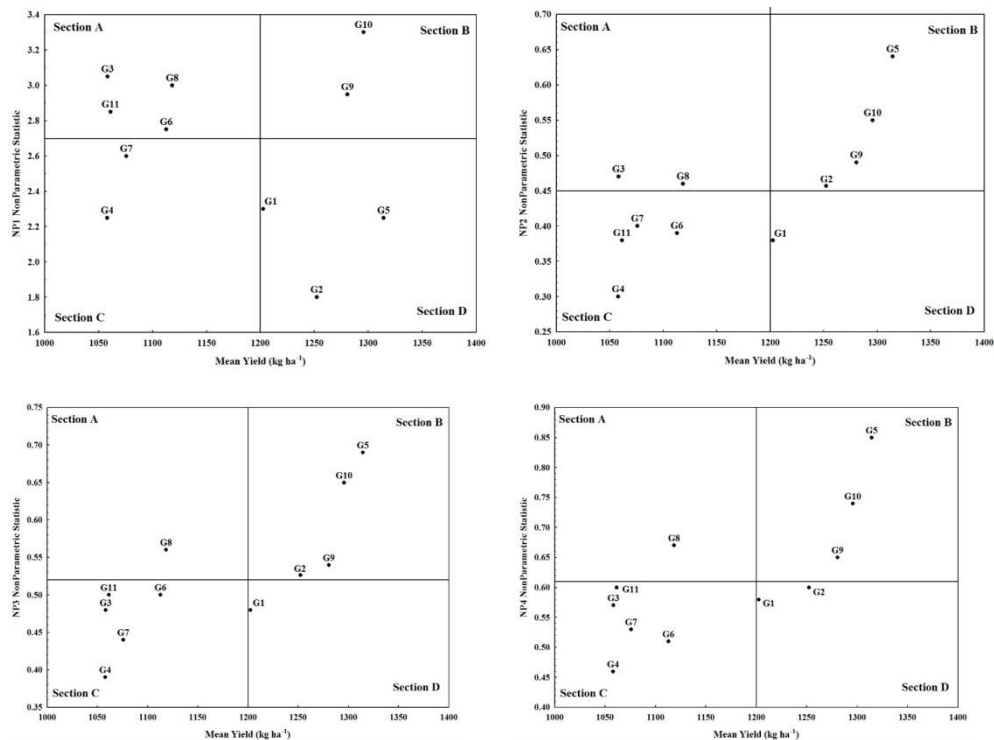 Section A
Section B
3.4
3.2
3.0
2.8
2.6
2.4
2.2
2.0
1.8
1.6
NP1 NonParametric Statistic
G10
G3
G8
G9
G11
G6
G7
G1
G4
G5
G2
Section C
Section D
1000 1050 1100 1150 1200 1250 1300 1350 1400
Mean Yield (kg ha-1)
Section A
Section B
0.70
0.65
0.60
0.55
0.50
0.45
0.40
0.35
0.30
0.25
NP2 NonParametric Statistic
G5
G10
G9
G3
G8
G2
G7
G6
G11
G1
G4
Section C
Section D
1000 1050 1100 1150 1200 1250 1300 1350 1400
Mean Yield (kg ha-1)
Section A
Section B
0.75
0.70
0.65
0.60
0.55
0.50
0.45
0.40
0.35
NP3 NonParametric Statistic
G5
G10
G8
G9
G2
G11
G6
G3
G1
G7
G4
Section C
Section D
1000 1050 1100 1150 1200 1250 1300 1350 1400
Mean Yield (kg ha-1)
Section A
Section B
0.90
0.85
0.80
0.75
0.70
0.65
0.60
0.55
0.50
0.45
0.40
NP4 NonParametric Statistic
G5
G10
G8
G9
G11
G2
G3
G1
G7
G6
G4
Section C
Section D
1000 1050 1100 1150 1200 1250 1300 1350 1400
Mean Yield (kg ha-1)